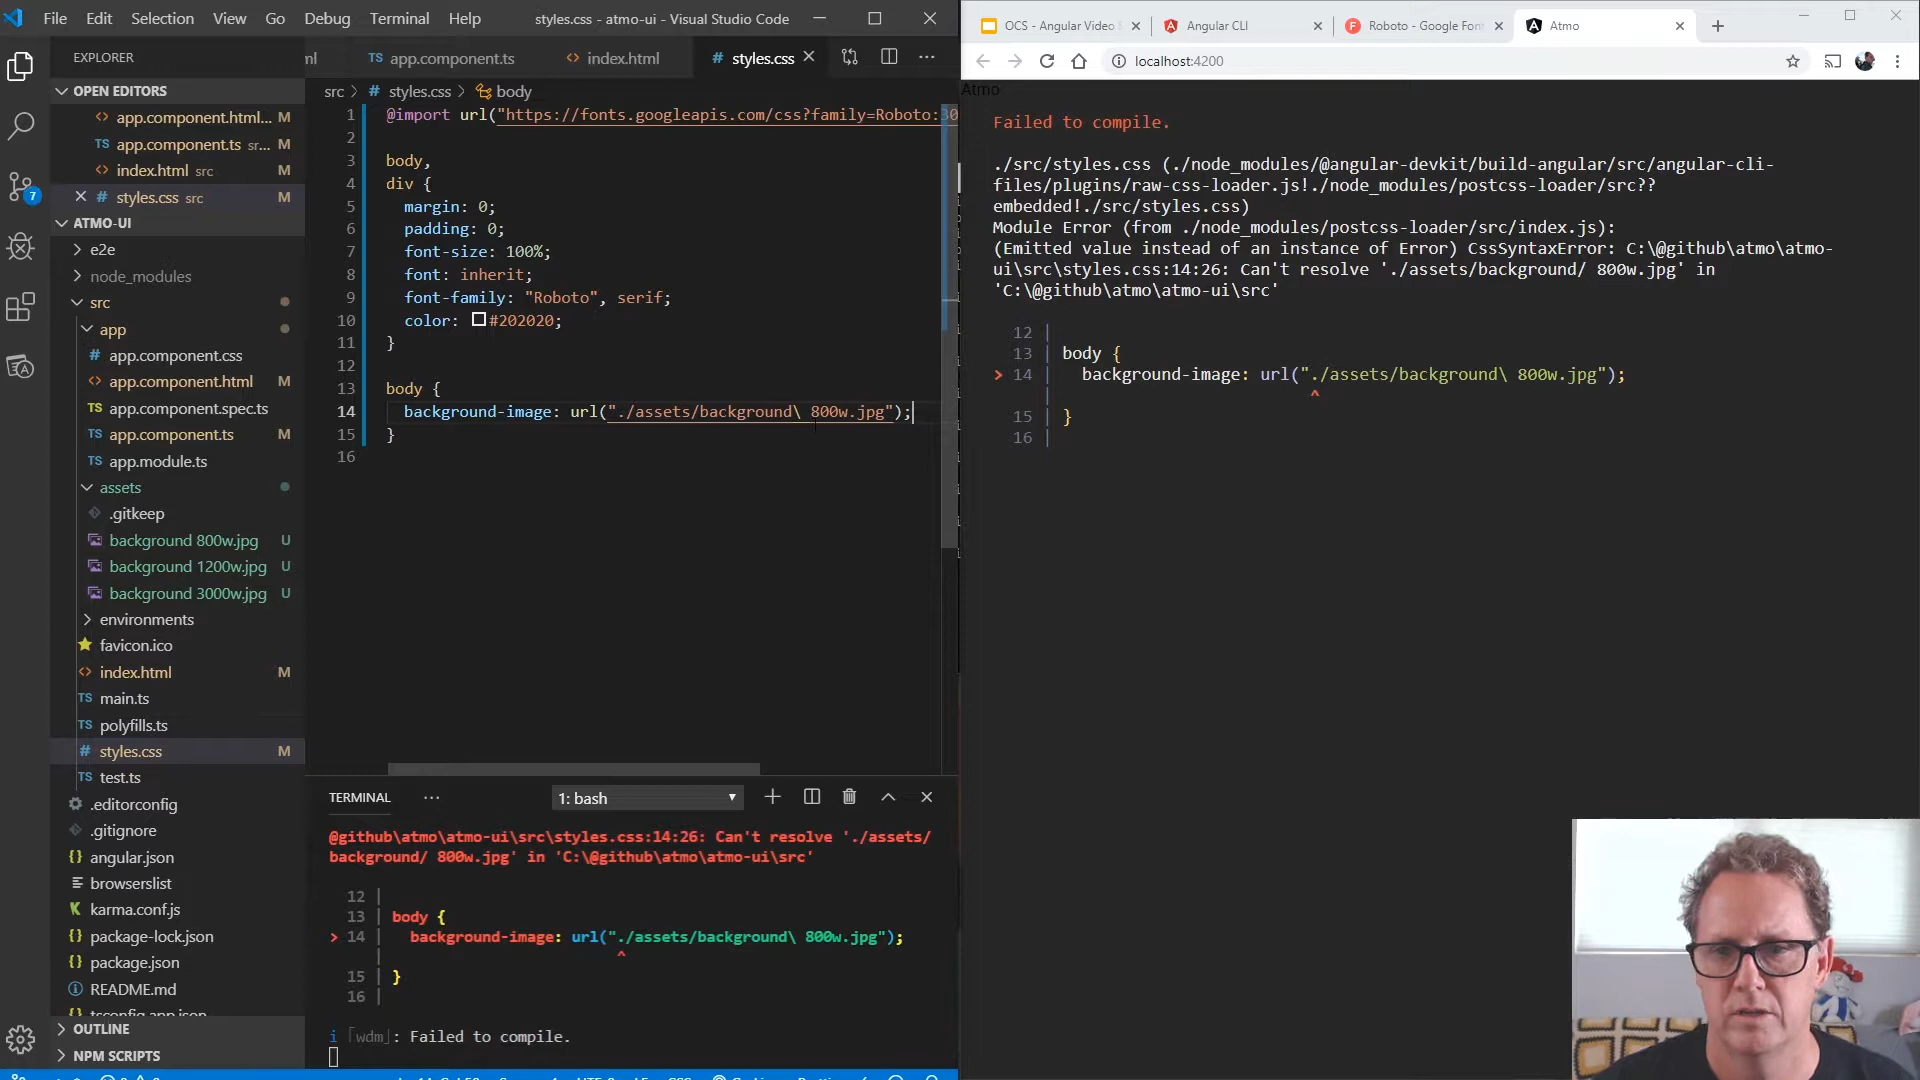 File Edit Selection View Go Debug Terminal Help styles.css - atmo-ui - Visual Studio Code
EXPLORER
OPEN EDITORS
app.component.html... M
TS app.component.ts sr... M
<> index.html src M
# styles.css src M
ATMO-UI
e2e
node_modules
src
app
# app.component.css
<> app.component.html M
TS app.component.spec.ts
TS app.component.ts M
TS app.module.ts
assets
.gitkeep
background 800w.jpg U
background 1200w.jpg U
background 3000w.jpg U
environments
favicon.ico
<> index.html M
TS main.ts
TS polyfills.ts
# styles.css M
TS test.ts
.editorconfig
.gitignore
{} angular.json
browserslist
karma.conf.js
{} package-lock.json
{} package.json
README.md
OUTLINE
NPM SCRIPTS
7
ml TS app.component.ts <> index.html # styles.css
src > # styles.css > body
1 @import url("https://fonts.googleapis.com/css?family=Roboto:30
2
3 body,
4 div {
5 margin: 0;
6 padding: 0;
7 font-size: 100%;
8 font: inherit;
9 font-family: "Roboto", serif;
10 color: #202020;
11 }
12
13 body {
14 background-image: url("./assets/background\ 800w.jpg");
15 }
16
TERMINAL ... 1: bash
@github\atmo\atmo-ui\src\styles.css:14:26: Can't resolve './assets/
background/ 800w.jpg' in 'C:\@github\atmo\atmo-ui\src'
12 |
13 | body {
> 14 | background-image: url("./assets/background\ 800w.jpg");
| ^
15 | }
16 |
i ｢wdm｣: Failed to compile.
OCS - Angular Video Angular CLI Roboto - Google Fon Atmo
localhost:4200
Atmo
Failed to compile.
./src/styles.css (./node_modules/@angular-devkit/build-angular/src/angular-cli-
files/plugins/raw-css-loader.js!./node_modules/postcss-loader/src??
embedded!./src/styles.css)
Module Error (from ./node_modules/postcss-loader/src/index.js):
(Emitted value instead of an instance of Error) CssSyntaxError: C:\@github\atmo\atmo-
ui\src\styles.css:14:26: Can't resolve './assets/background/ 800w.jpg' in
'C:\@github\atmo\atmo-ui\src'
12 |
13 | body {
> 14 | background-image: url("./assets/background\ 800w.jpg");
| ^
15 | }
16 |